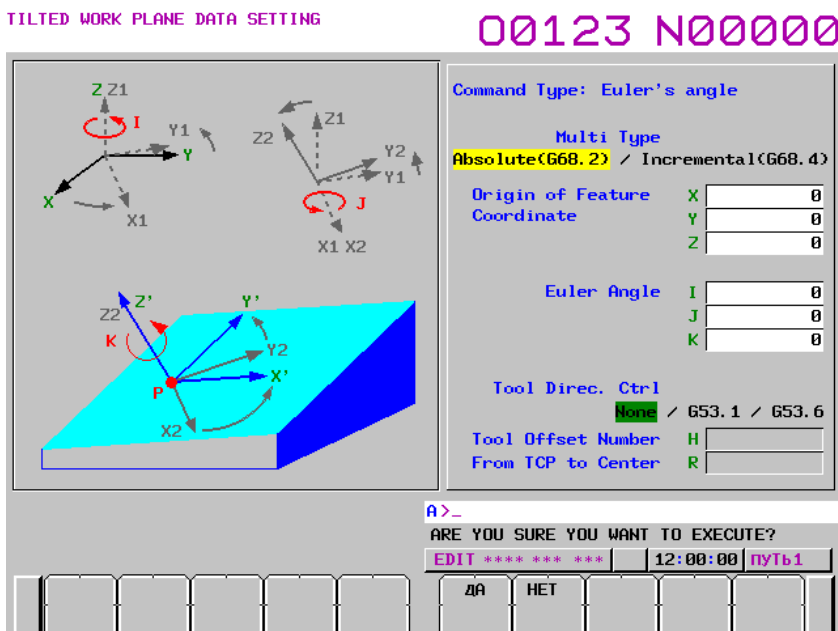 TILTED WORK PLANE DATA SETTING
O0123 N00000
Z Z1
I
Y1
Y
X
X1
Z1
Z2
Y2
Y1
J
X1 X2
Z2 Z'
Y'
K
Y2
X'
P
X2
Command Type: Euler's angle
Multi Type
Absolute(G68.2) / Incremental(G68.4)
Origin of Feature X 0
Coordinate Y 0
Z 0
Euler Angle I 0
J 0
K 0
Tool Direc. Ctrl
None / G53.1 / G53.6
Tool Offset Number H
From TCP to Center R
A>_
ARE YOU SURE YOU WANT TO EXECUTE?
EDIT **** *** *** 12:00:00 ПУТЬ1
ДА НЕТ